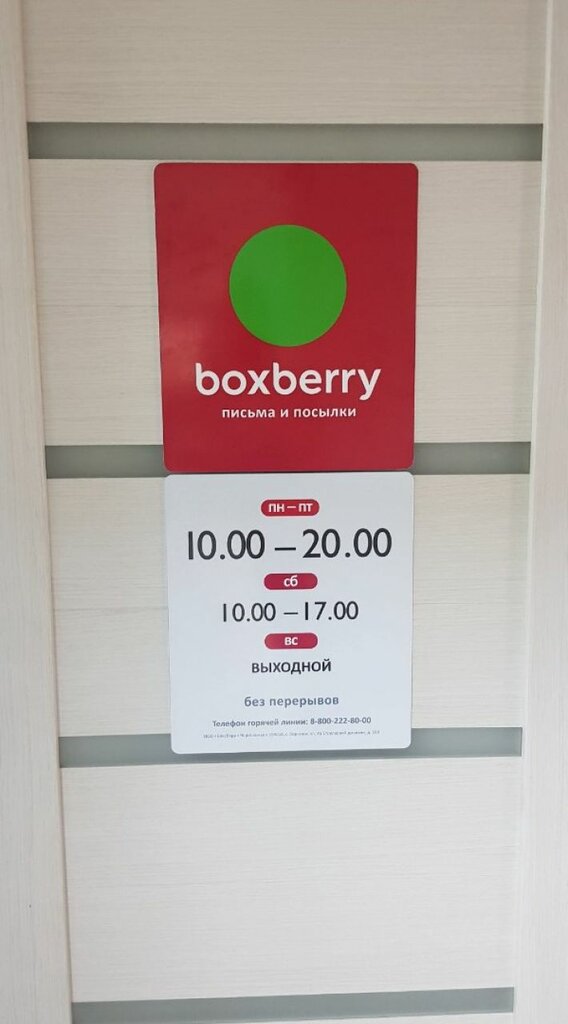 boxberry
письма и посылки
пн – пт
10.00 – 20.00
сб
10.00 – 17.00
вс
выходной
без перерывов
Телефон горячей линии: 8-800-222-80-00